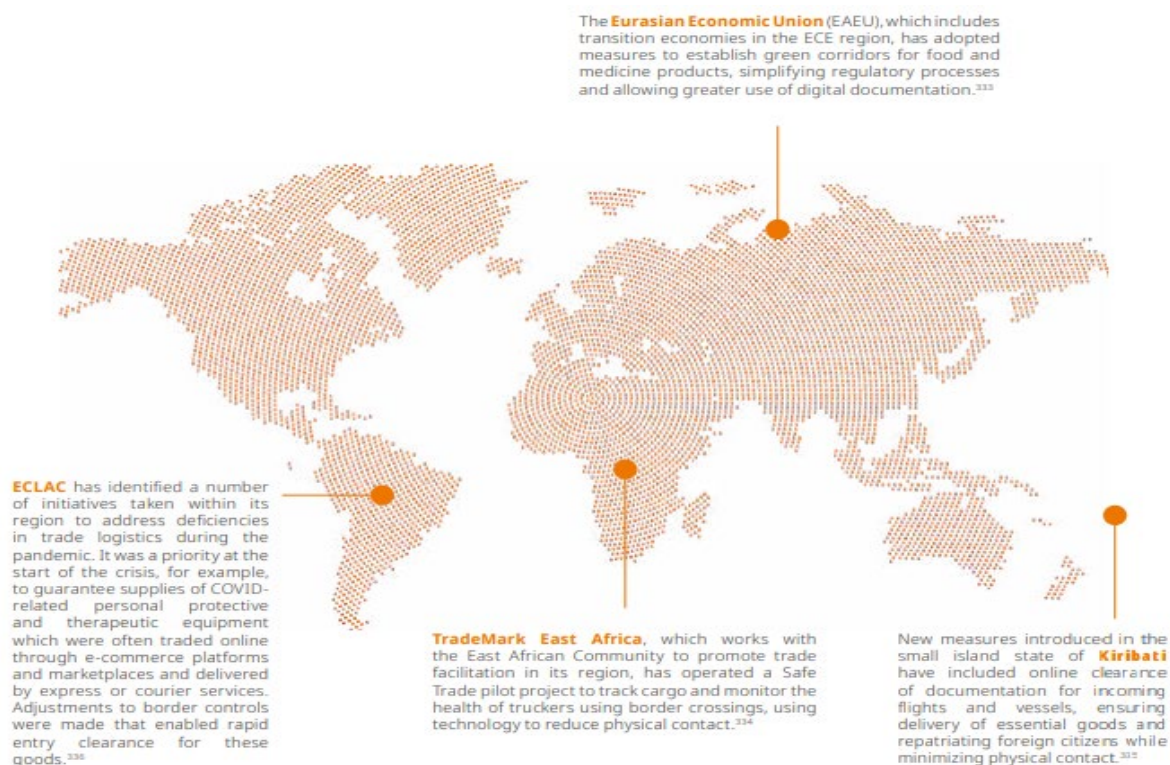 The Eurasian Economic Union (EAEU), which includes
transition economies in the ECE region, has adopted
measures to establish green corridors for food and
medicine products, simplifying regulatory processes
and allowing greater use of digital documentation.³³³
ECLAC has identified a number
of initiatives taken within its
region to address deficiencies
in trade logistics during the
pandemic. It was a priority at the
start of the crisis, for example,
to guarantee supplies of COVID-
related personal protective
and therapeutic equipment
which were often traded online
through e-commerce platforms
and marketplaces and delivered
by express or courier services.
Adjustments to border controls
were made that enabled rapid
entry clearance for these
goods.³³⁶
TradeMark East Africa, which works with
the East African Community to promote trade
facilitation in its region, has operated a Safe
Trade pilot project to track cargo and monitor the
health of truckers using border crossings, using
technology to reduce physical contact.³³⁴
New measures introduced in the
small island state of Kiribati
have included online clearance
of documentation for incoming
flights and vessels, ensuring
delivery of essential goods and
repatriating foreign citizens while
minimizing physical contact.³³⁵